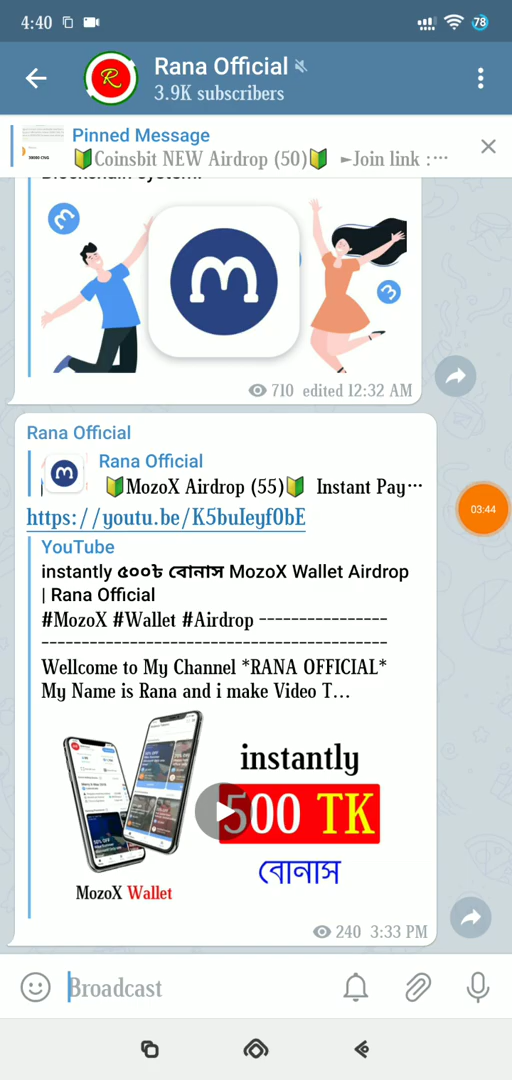 4:40
78
Rana Official
3.9K subscribers
Pinned Message
🔰Coinsbit NEW Airdrop (50)🔰 ►Join link :···
Blockchain system.
710 edited 12:32 AM
Rana Official
Rana Official
🔰MozoX Airdrop (55)🔰 Instant Pay···
https://youtu.be/K5buIeyf0bE
03:44
YouTube
instantly ৫০০৳ বোনাস MozoX Wallet Airdrop
| Rana Official
#MozoX #Wallet #Airdrop ----------------
-------------------------------------------
Wellcome to My Channel *RANA OFFICIAL*
My Name is Rana and i make Video T...
instantly
500 TK
বোনাস
MozoX Wallet
240 3:33 PM
Broadcast